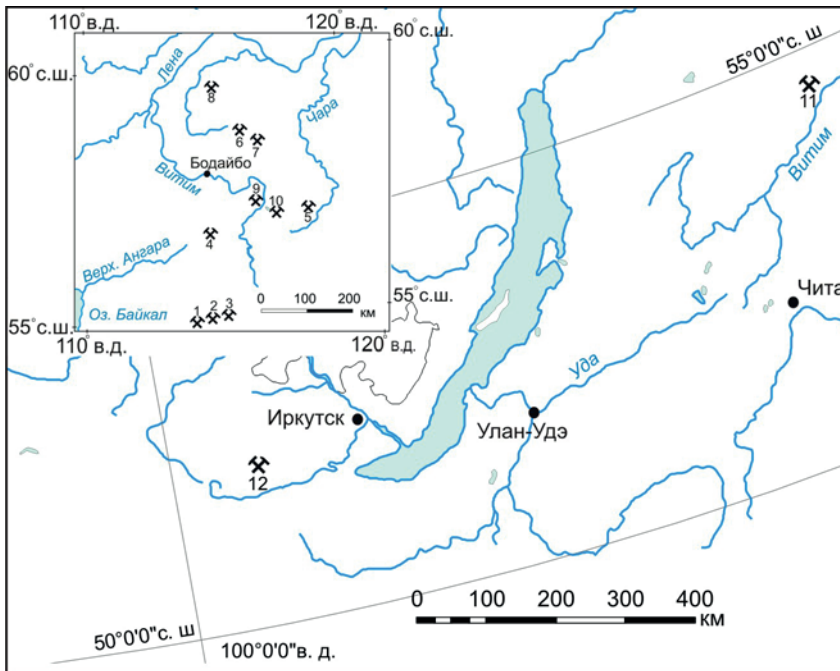 110° в.д.
120° в.д.
60° с.ш.
60° с.ш.
55°0'0"с. ш
Лена
Чара
8
6
7
11
Бодайбо
Витим
Витим
9
10
5
4
Верх. Ангара
0 100 200
км
Оз. Байкал
1 2 3
55° с.ш.
55° с.ш.
110° в.д.
120° в.д.
Чита
Уда
Иркутск
Улан-Удэ
12
0 100 200 300 400
км
50°0'0"с. ш
100°0'0"в. д.